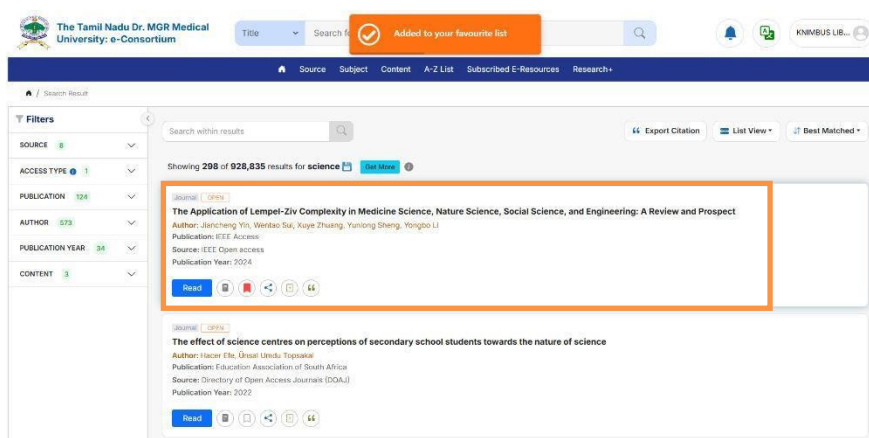 The Tamil Nadu Dr. MGR Medical
University: e-Consortium
Title
Search f
Added to your favourite list
KNIMBUS LIB...
Source Subject Content A-Z List Subscribed E-Resources Research+
/ Search Result
Filters
Search within results
Export Citation
List View
Best Matched
SOURCE 8
ACCESS TYPE 1
PUBLICATION 124
AUTHOR 573
PUBLICATION YEAR 34
CONTENT 3
Showing 298 of 928,835 results for science
Get More
Journal OPEN
The Application of Lempel-Ziv Complexity in Medicine Science, Nature Science, Social Science, and Engineering: A Review and Prospect
Author: Jiancheng Yin, Wentao Sui, Xuye Zhuang, Yunlong Sheng, Yongbo Li
Publication: IEEE Access
Source: IEEE Open access
Publication Year: 2024
Read
Journal OPEN
The effect of science centres on perceptions of secondary school students towards the nature of science
Author: Hacer Efe, Ünsal Umdu Topsakal
Publication: Education Association of South Africa
Source: Directory of Open Access Journals (DOAJ)
Publication Year: 2022
Read